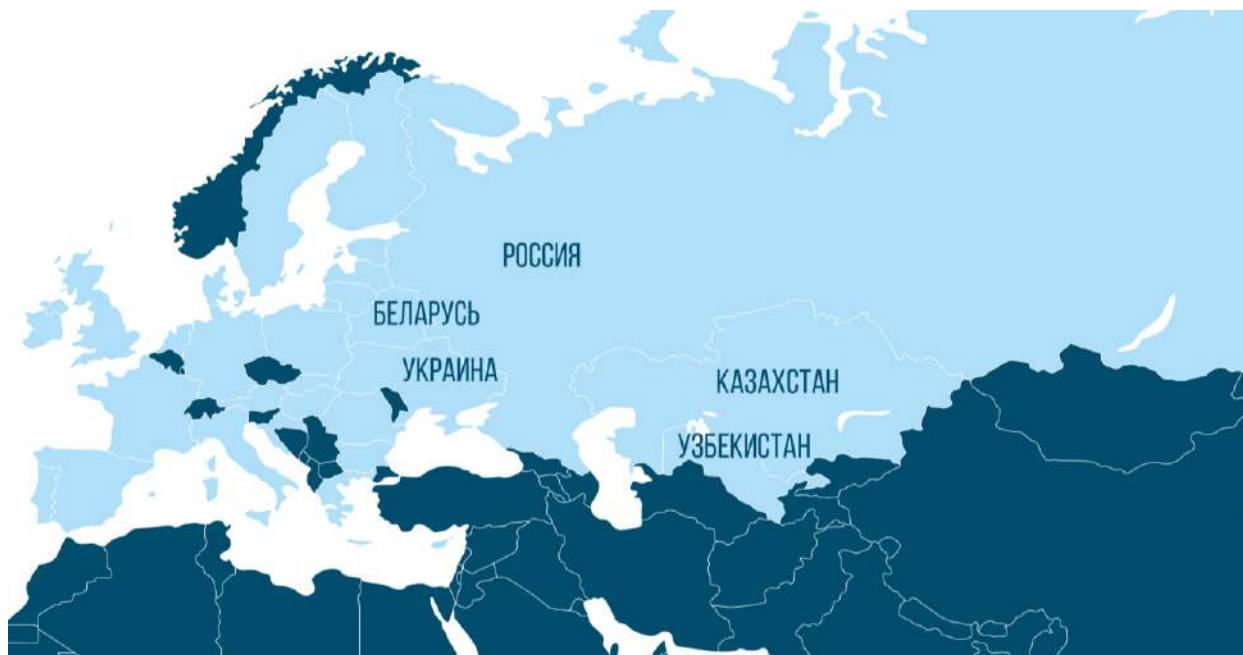 РОССИЯ
БЕЛАРУСЬ
УКРАИНА
КАЗАХСТАН
УЗБЕКИСТАН